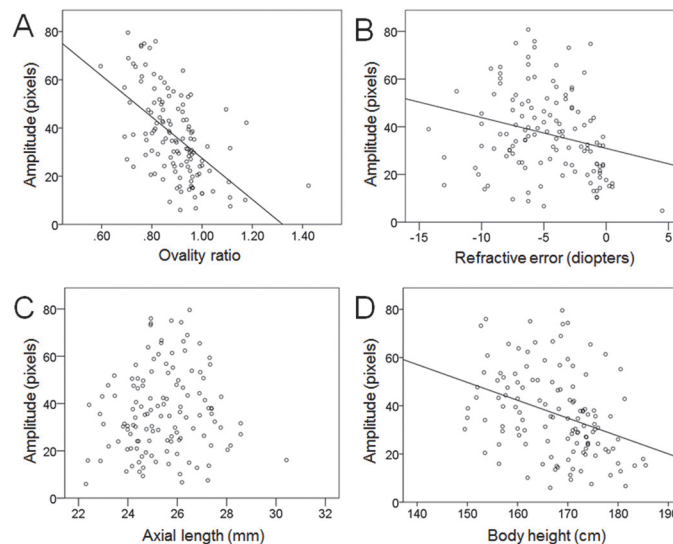 A
Amplitude (pixels)
80
60
40
20
0
.60 .80 1.00 1.20 1.40
Ovality ratio
B
Amplitude (pixels)
80
60
40
20
0
-15 -10 -5 0 5
Refractive error (diopters)
C
Amplitude (pixels)
80
60
40
20
0
22 24 26 28 30 32
Axial length (mm)
D
Amplitude (pixels)
80
60
40
20
0
140 150 160 170 180 190
Body height (cm)